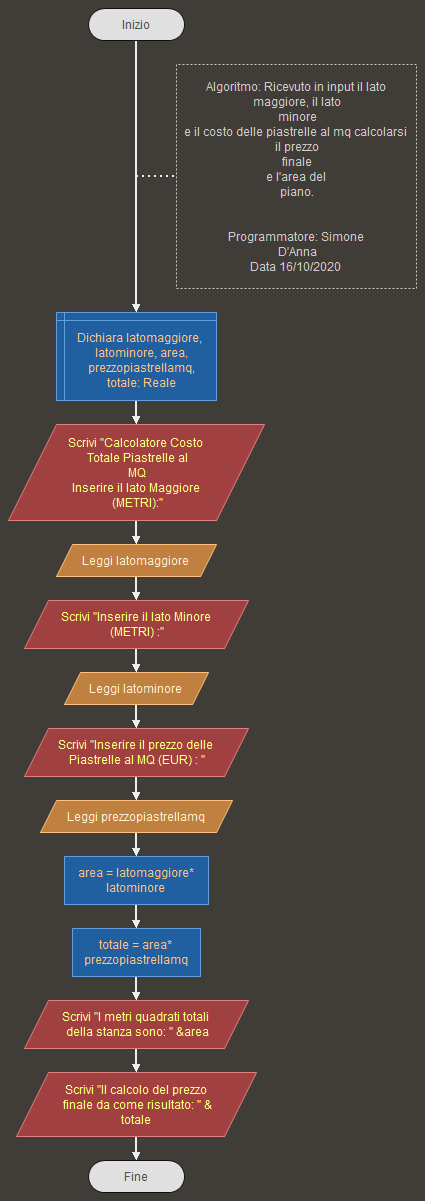 Inizio
Algoritmo: Ricevuto in input il lato
maggiore, il lato
minore
e il costo delle piastrelle al mq calcolarsi
il prezzo
finale
e l'area del
piano.
Programmatore: Simone
D'Anna
Data 16/10/2020
Dichiara latomaggiore,
latominore, area,
prezzopiastrellamq,
totale: Reale
Scrivi "Calcolatore Costo
Totale Piastrelle al
MQ
Inserire il lato Maggiore
(METRI):"
Leggi latomaggiore
Scrivi "Inserire il lato Minore
(METRI) :"
Leggi latominore
Scrivi "Inserire il prezzo delle
Piastrelle al MQ (EUR) : "
Leggi prezzopiastrellamq
area = latomaggiore*
latominore
totale = area*
prezzopiastrellamq
Scrivi "I metri quadrati totali
della stanza sono: " &area
Scrivi "Il calcolo del prezzo
finale da come risultato: " &
totale
Fine